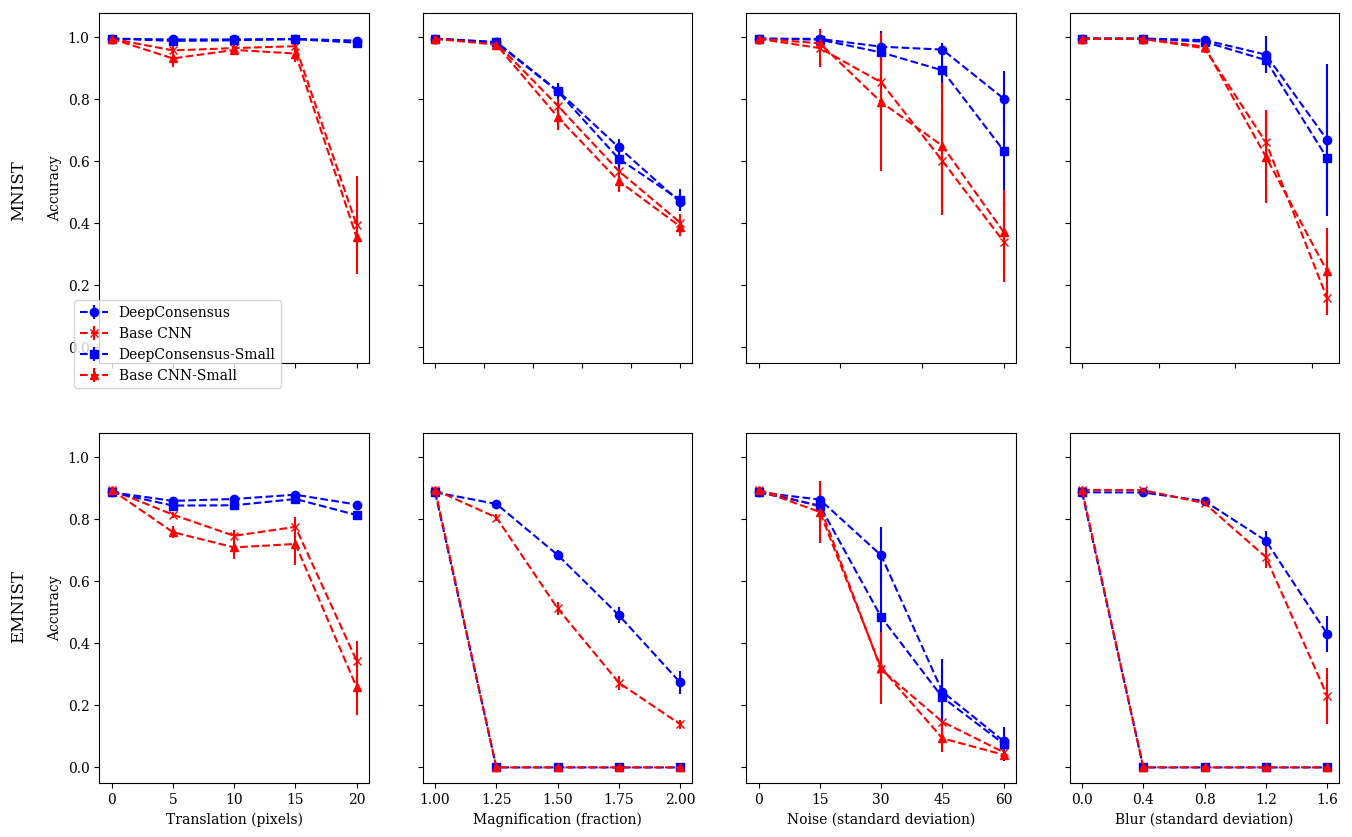 MNIST
Accuracy
1.0
0.8
0.6
0.4
0.2
0.0
DeepConsensus
Base CNN
DeepConsensus-Small
Base CNN-Small
EMNIST
Accuracy
1.0
0.8
0.6
0.4
0.2
0.0
0 5 10 15 20
Translation (pixels)
1.00 1.25 1.50 1.75 2.00
Magnification (fraction)
0 15 30 45 60
Noise (standard deviation)
0.0 0.4 0.8 1.2 1.6
Blur (standard deviation)